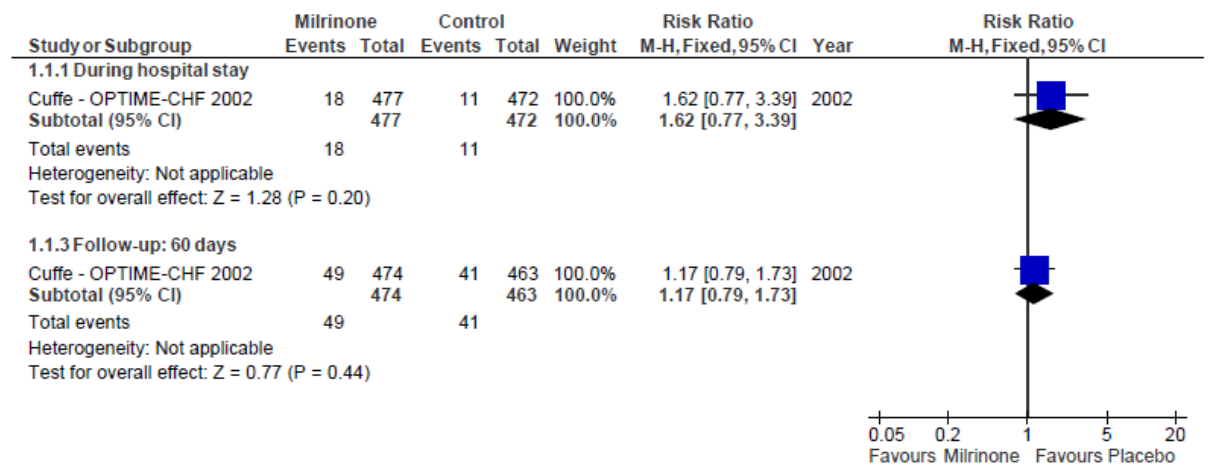 Milrinone Control Risk Ratio Risk Ratio
Study or Subgroup Events Total Events Total Weight M-H, Fixed, 95% CI Year M-H, Fixed, 95% CI
1.1.1 During hospital stay
Cuffe - OPTIME-CHF 2002 18 477 11 472 100.0% 1.62 [0.77, 3.39] 2002
Subtotal (95% CI) 477 472 100.0% 1.62 [0.77, 3.39]
Total events 18 11
Heterogeneity: Not applicable
Test for overall effect: Z = 1.28 (P = 0.20)
1.1.3 Follow-up: 60 days
Cuffe - OPTIME-CHF 2002 49 474 41 463 100.0% 1.17 [0.79, 1.73] 2002
Subtotal (95% CI) 474 463 100.0% 1.17 [0.79, 1.73]
Total events 49 41
Heterogeneity: Not applicable
Test for overall effect: Z = 0.77 (P = 0.44)
0.05 0.2 1 5 20
Favours Milrinone Favours Placebo